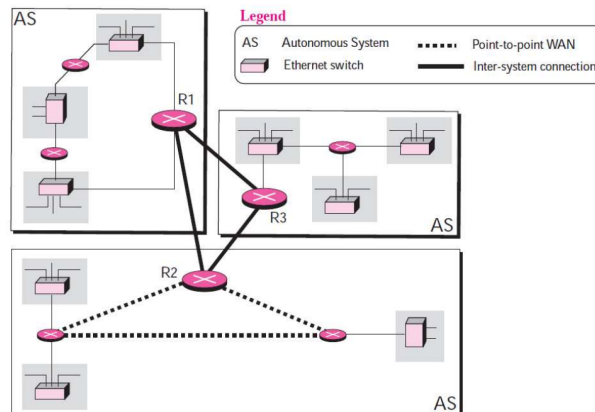 AS
Legend
AS Autonomous System
Point-to-point WAN
Ethernet switch
Inter-system connection
R1
R3
AS
R2
AS